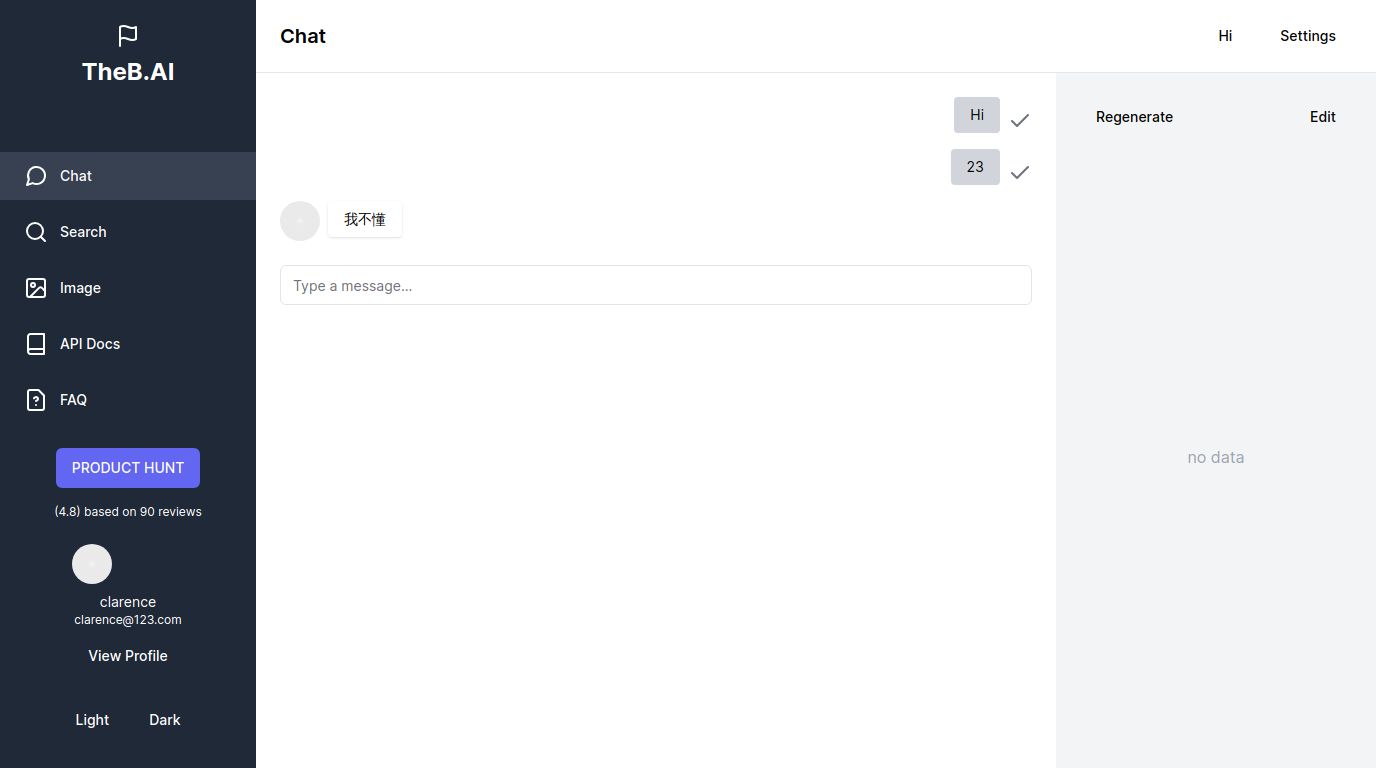 TheB.AI
Chat
Search
Image
API Docs
FAQ
PRODUCT HUNT
(4.8) based on 90 reviews
clarence
clarence@123.com
View Profile
Light Dark
Chat
Hi Settings
Hi
23
我不懂
Type a message...
Regenerate Edit
no data